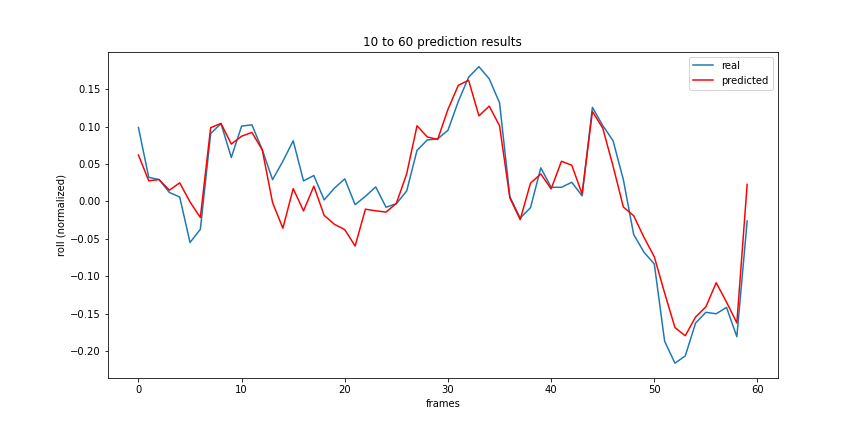 10 to 60 prediction results
real
predicted
roll (normalized)
0.15
0.10
0.05
0.00
−0.05
−0.10
−0.15
−0.20
0 10 20 30 40 50 60
frames